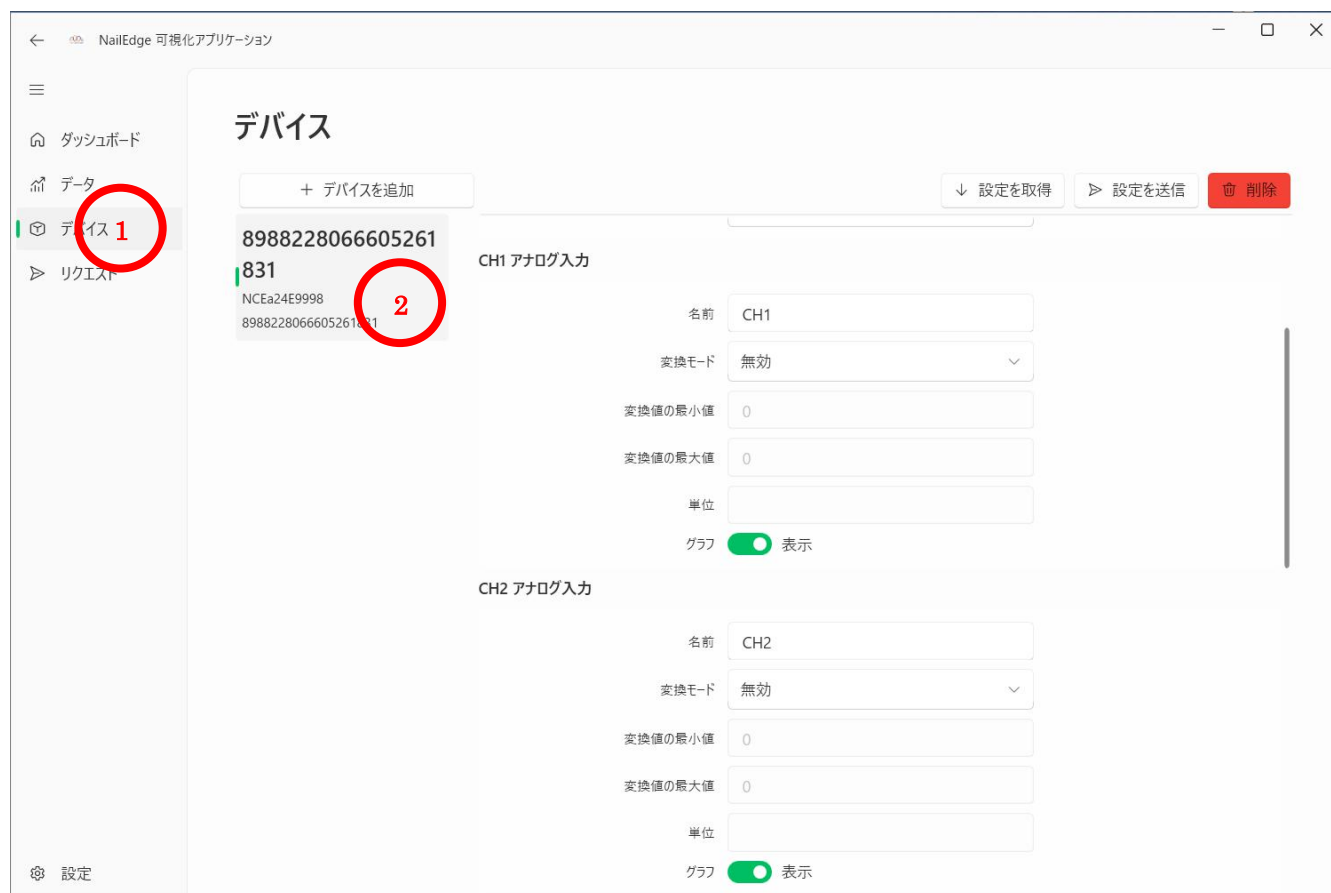 NailEdge 可視化アプリケーション
ダッシュボード
データ
デバイス
1
リクエスト
設定
デバイス
+ デバイスを追加
設定を取得
設定を送信
削除
8988228066605261
831
NCEa24E9998
8988228066605261831
2
CH1 アナログ入力
名前 CH1
変換モード 無効
変換値の最小値 0
変換値の最大値 0
単位
グラフ 表示
CH2 アナログ入力
名前 CH2
変換モード 無効
変換値の最小値 0
変換値の最大値 0
単位
グラフ 表示